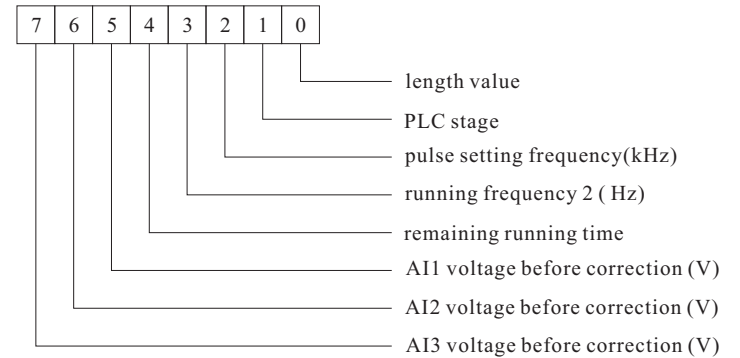 7 6 5 4 3 2 1 0
length value
PLC stage
pulse setting frequency(kHz)
running frequency 2 ( Hz)
remaining running time
AI1 voltage before correction (V)
AI2 voltage before correction (V)
AI3 voltage before correction (V)